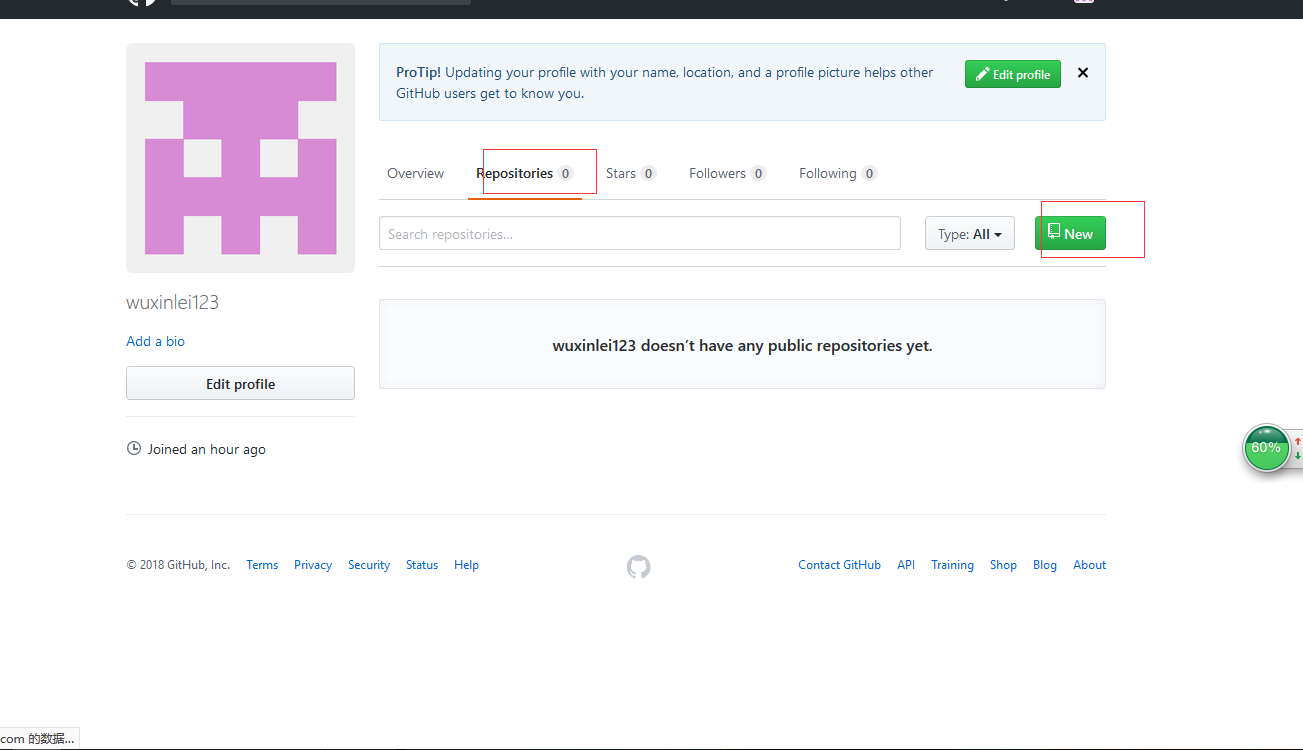 ProTip! Updating your profile with your name, location, and a profile picture helps other
GitHub users get to know you.
Edit profile
Overview Repositories 0 Stars 0 Followers 0 Following 0
Search repositories...
Type: All
New
wuxinlei123
Add a bio
Edit profile
Joined an hour ago
wuxinlei123 doesn’t have any public repositories yet.
60%
© 2018 GitHub, Inc. Terms Privacy Security Status Help
Contact GitHub API Training Shop Blog About
com 的数据...